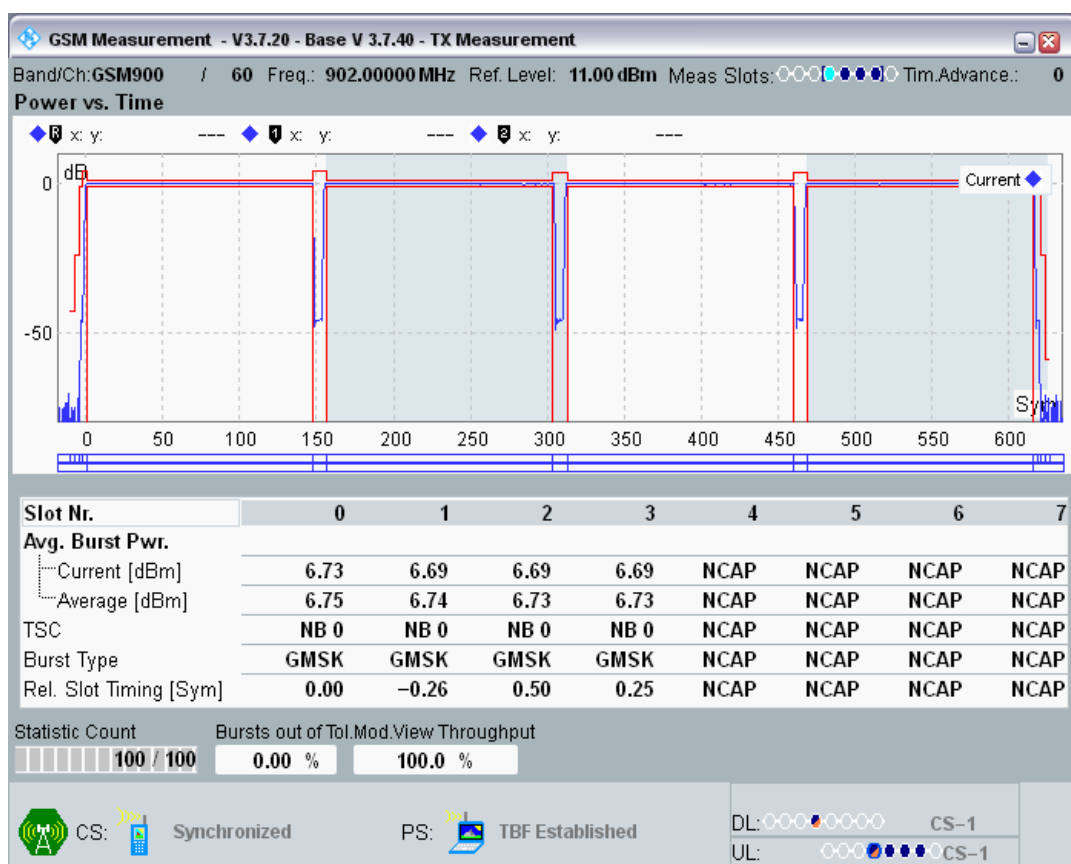 GSM Measurement - V3.7.20 - Base V 3.7.40 - TX Measurement
Band/Ch:GSM900 / 60 Freq.: 902.00000 MHz Ref. Level: 11.00 dBm Meas Slots: Tim.Advance.: 0
Power vs. Time
R x: y: --- 1 x: y: --- 2 x: y: ---
dB
Current
0
-50
Sym
0 50 100 150 200 250 300 350 400 450 500 550 600
Slot Nr. 0 1 2 3 4 5 6 7
Avg. Burst Pwr.
Current [dBm] 6.73 6.69 6.69 6.69 NCAP NCAP NCAP NCAP
Average [dBm] 6.75 6.74 6.73 6.73 NCAP NCAP NCAP NCAP
TSC NB 0 NB 0 NB 0 NB 0 NCAP NCAP NCAP NCAP
Burst Type GMSK GMSK GMSK GMSK NCAP NCAP NCAP NCAP
Rel. Slot Timing [Sym] 0.00 −0.26 0.50 0.25 NCAP NCAP NCAP NCAP
Statistic Count Bursts out of Tol. Mod.View Throughput
100 / 100 0.00 % 100.0 %
CS: Synchronized PS: TBF Established DL: CS−1
UL: CS−1